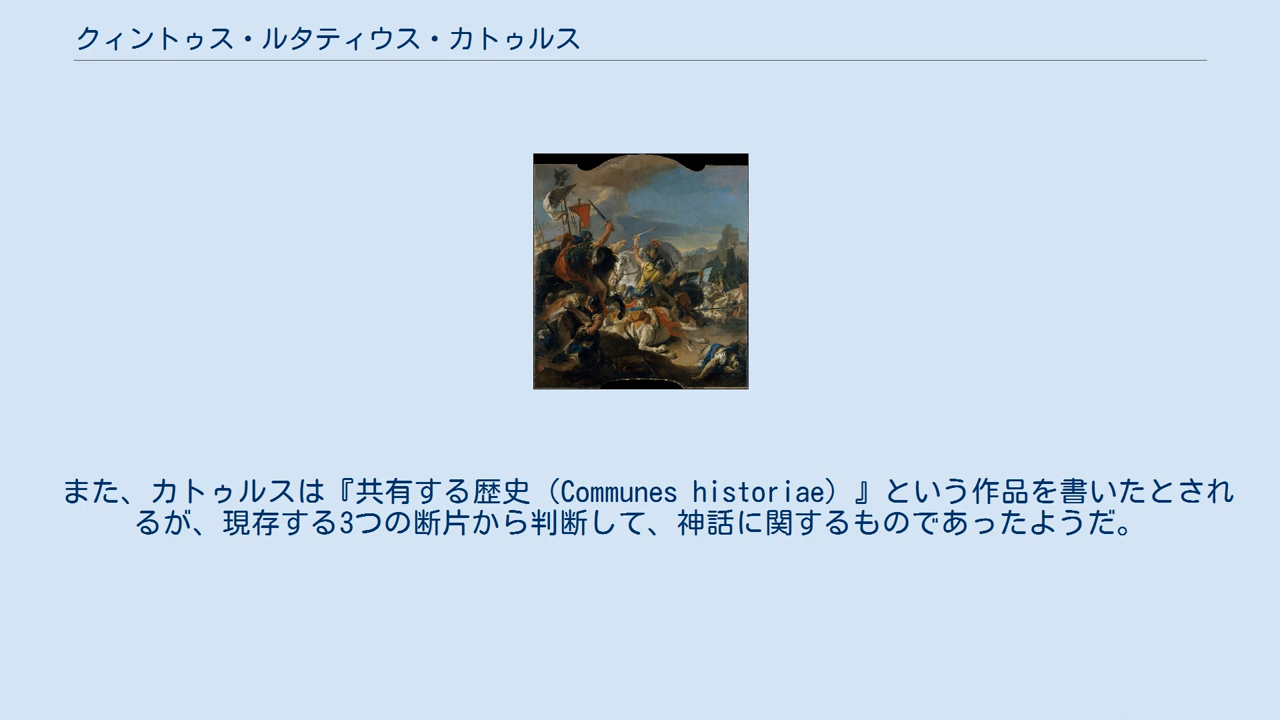 クィントゥス・ルタティウス・カトゥルス
また、カトゥルスは『共有する歴史（Communes historiae）』という作品を書いたとされ
るが、現存する3つの断片から判断して、神話に関するものであったようだ。